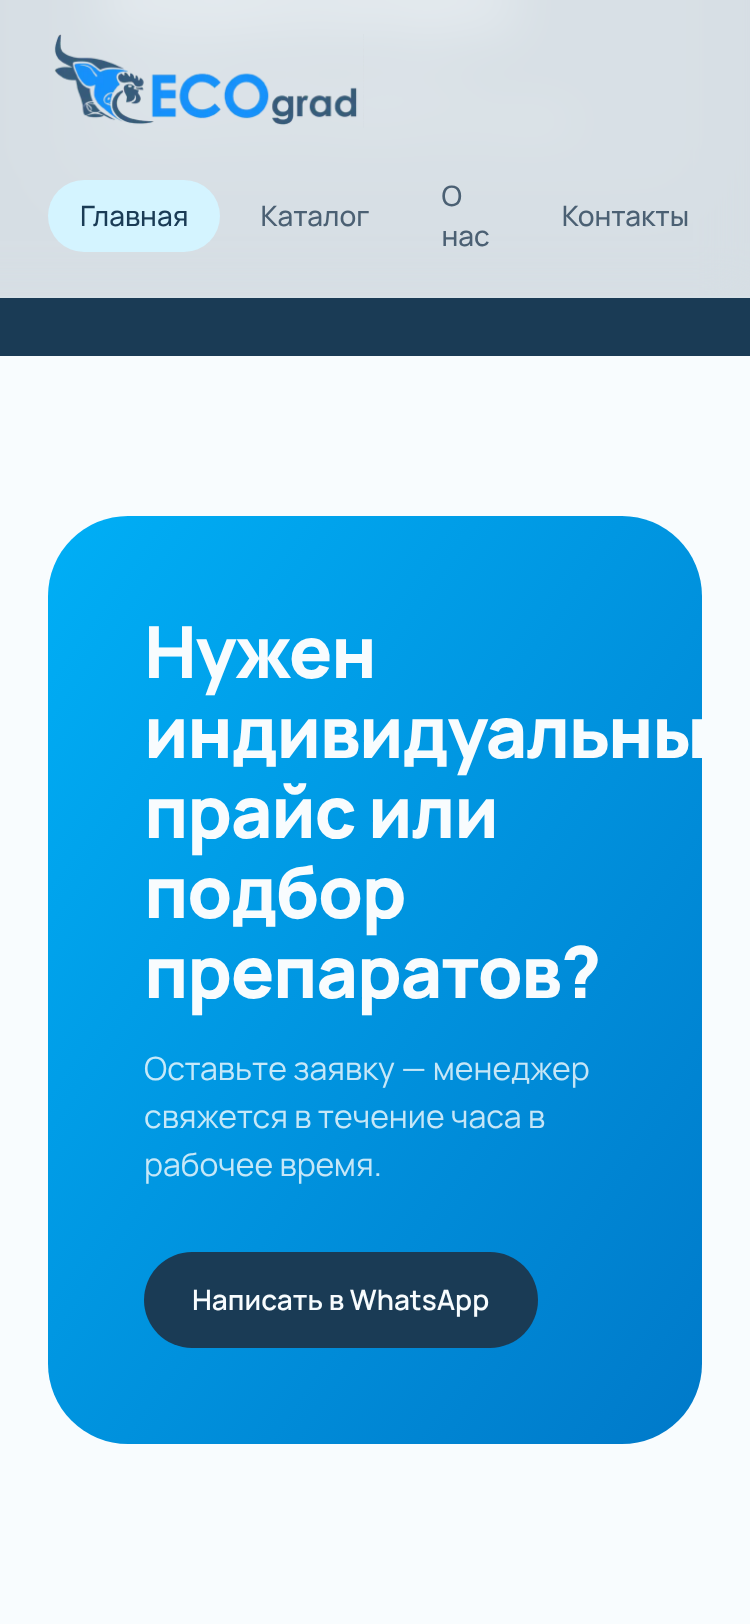 ECOgrad
Главная
Каталог
О
нас
Контакты
Нужен
индивидуальны
прайс или
подбор
препаратов?
Оставьте заявку — менеджер
свяжется в течение часа в
рабочее время.
Написать в WhatsApp